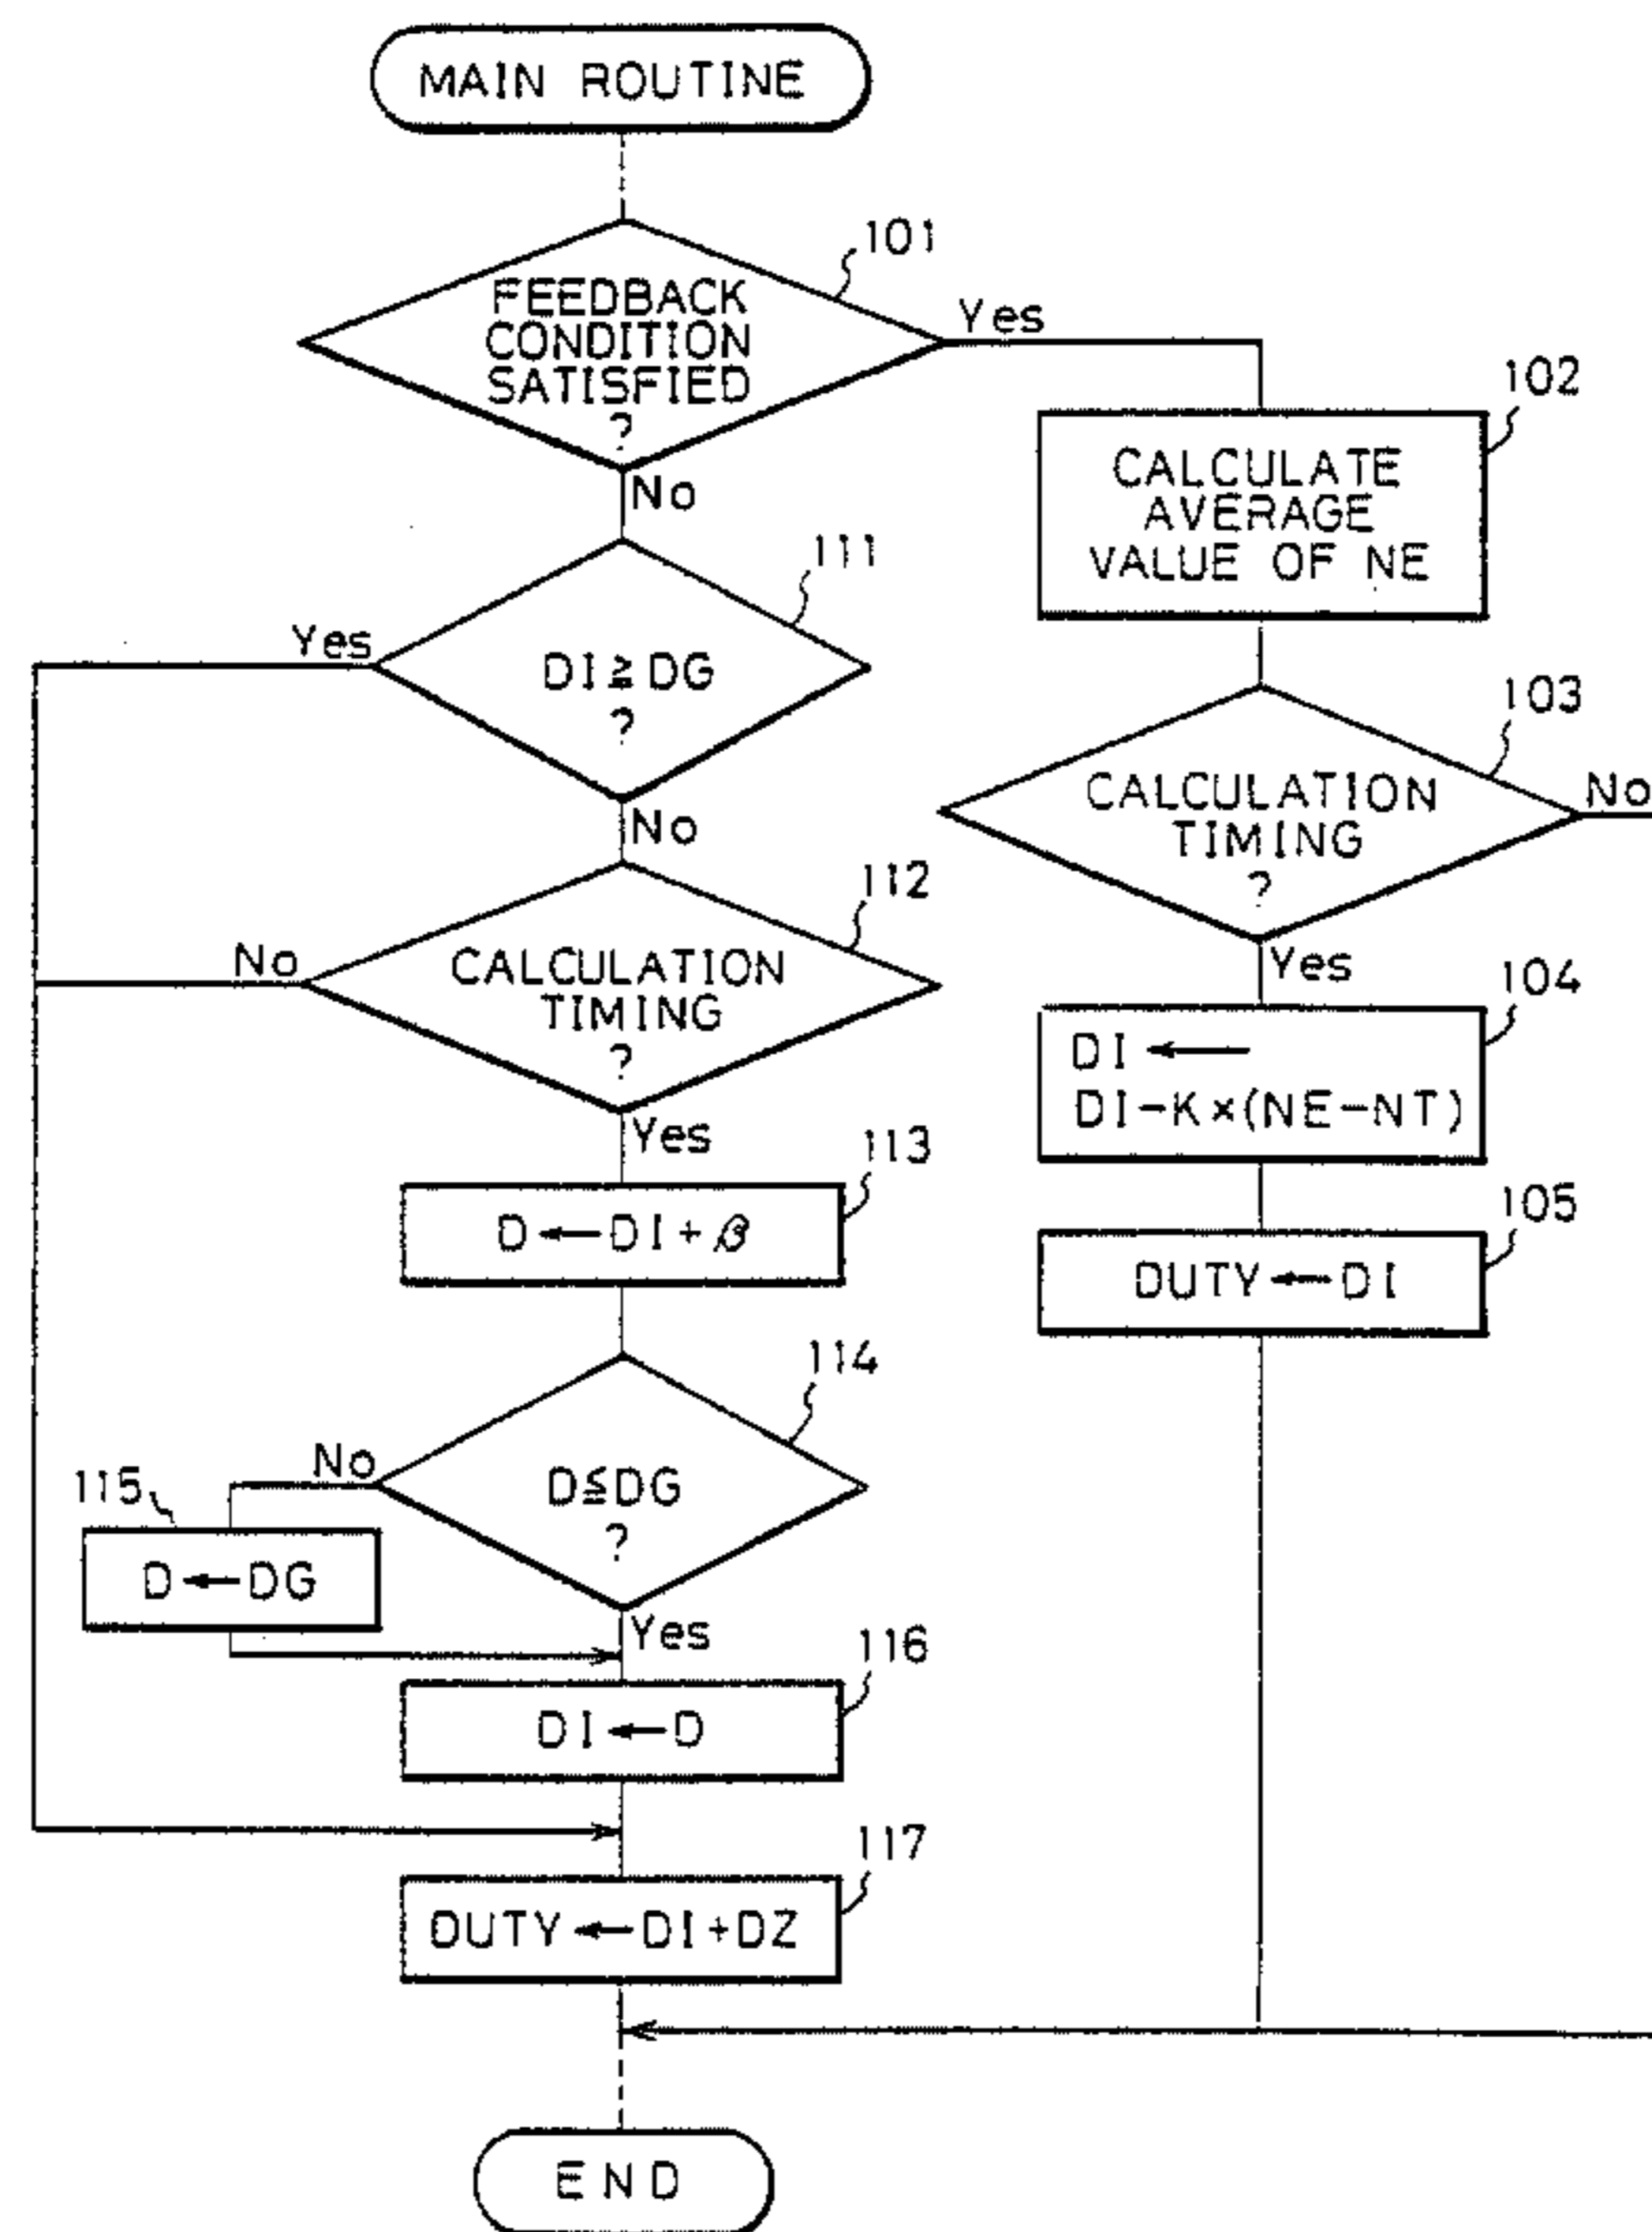 MAIN ROUTINE
101
FEEDBACK
CONDITION
SATISFIED
?
Yes
No
102
CALCULATE
AVERAGE
VALUE OF NE
111
Yes
DI≧DG
?
No
103
CALCULATION
TIMING
?
No
Yes
112
No
CALCULATION
TIMING
?
Yes
104
DI ←
DI-K×(NE-NT)
113
D←DI+β
105
DUTY←DI
114
No
D≦DG
?
Yes
115
D←DG
116
DI←D
117
DUTY←DI+DZ
END